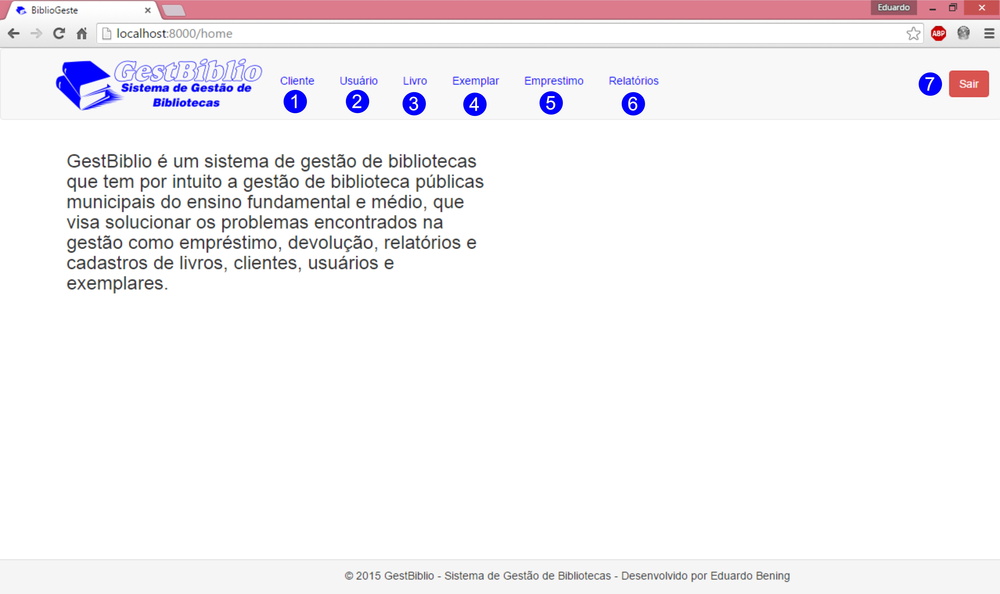 BiblioGeste
Eduardo
localhost:8000/home
ABP
GestBiblio
Sistema de Gestão de
Bibliotecas
Cliente Usuário Livro Exemplar Emprestimo Relatórios
1 2 3 4 5 6
7 Sair
GestBiblio é um sistema de gestão de bibliotecas
que tem por intuito a gestão de biblioteca públicas
municipais do ensino fundamental e médio, que
visa solucionar os problemas encontrados na
gestão como empréstimo, devolução, relatórios e
cadastros de livros, clientes, usuários e
exemplares.
© 2015 GestBiblio - Sistema de Gestão de Bibliotecas - Desenvolvido por Eduardo Bening